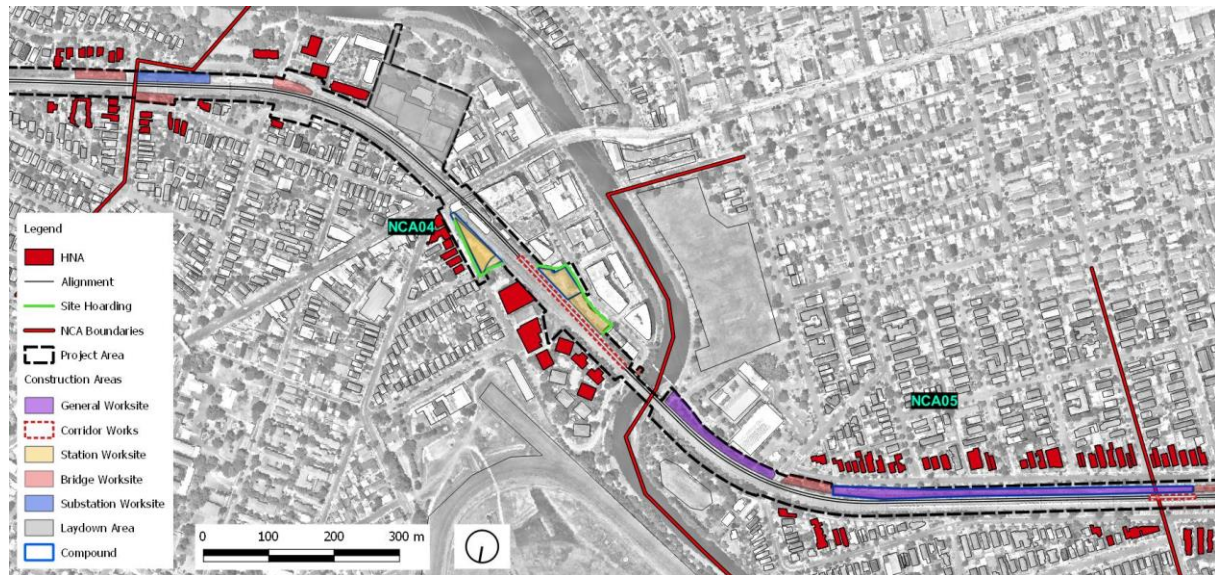 NCA04
NCA05
Legend
HNA
Alignment
Site Hoarding
NCA Boundaries
Project Area
Construction Areas
General Worksite
Corridor Works
Station Worksite
Bridge Worksite
Substation Worksite
Laydown Area
Compound
0 100 200 300 m